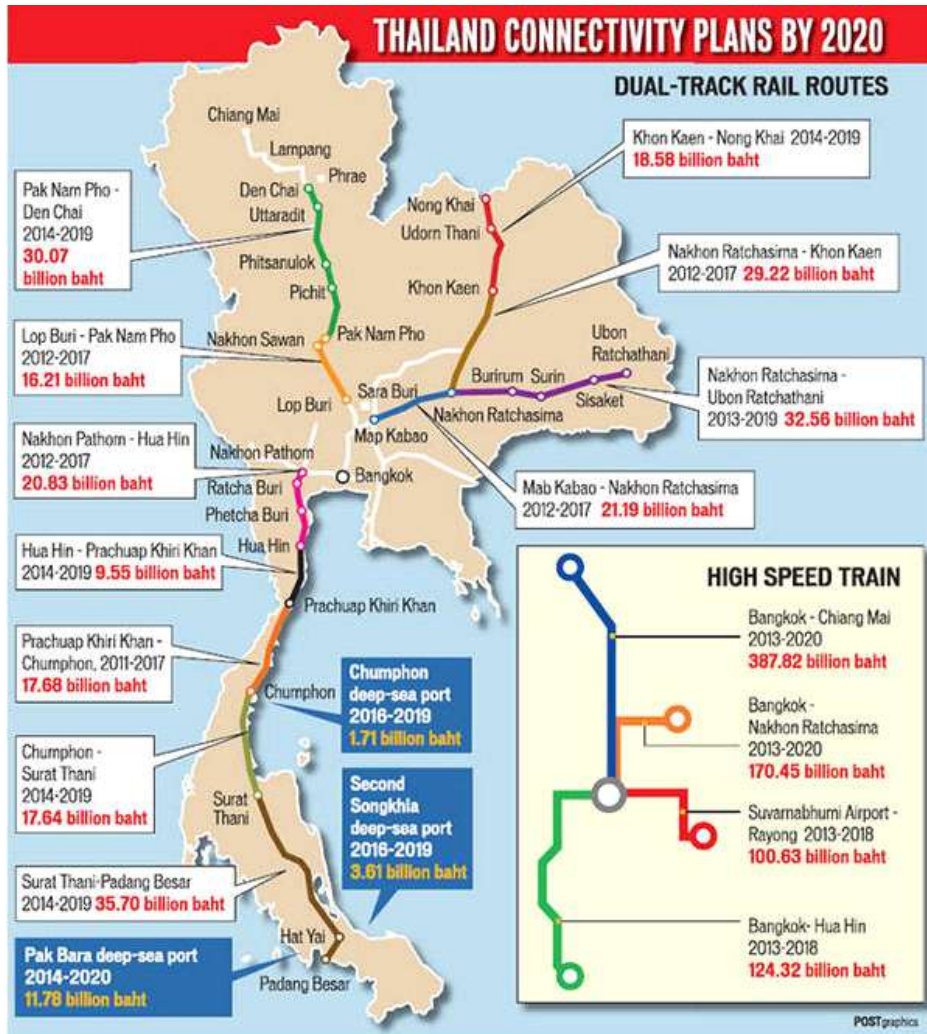 THAILAND CONNECTIVITY PLANS BY 2020
DUAL-TRACK RAIL ROUTES
Chiang Mai
Lampang
Phrae
Den Chai
Uttaradit
Phitsanulok
Pichit
Nakhon Sawan
Pak Nam Pho
Lop Buri
Sara Buri
Map Kabao
Nong Khai
Udorn Thani
Khon Kaen
Nakhon Ratchasima
Burirum
Surin
Sisaket
Ubon
Ratchathani
Nakhon Pathom
Bangkok
Ratcha Buri
Phetcha Buri
Hua Hin
Prachuap Khiri Khan
Chumphon
Surat
Thani
Hat Yai
Padang Besar
Khon Kaen - Nong Khai 2014-2019
18.58 billion baht
Nakhon Ratchasima - Khon Kaen
2012-2017 29.22 billion baht
Nakhon Ratchasima -
Ubon Ratchathani
2013-2019 32.56 billion baht
Mab Kabao - Nakhon Ratchasima
2012-2017 21.19 billion baht
Pak Nam Pho -
Den Chai
2014-2019
30.07
billion baht
Lop Buri - Pak Nam Pho
2012-2017
16.21 billion baht
Nakhon Pathom - Hua Hin
2012-2017
20.83 billion baht
Hua Hin - Prachuap Khiri Khan
2014-2019 9.55 billion baht
Prachuap Khiri Khan -
Chumphon, 2011-2017
17.68 billion baht
Chumphon -
Surat Thani
2014-2019
17.64 billion baht
Surat Thani-Padang Besar
2014-2019 35.70 billion baht
Pak Bara deep-sea port
2014-2020
11.78 billion baht
Chumphon
deep-sea port
2016-2019
1.71 billion baht
Second
Songkhla
deep-sea port
2016-2019
3.61 billion baht
HIGH SPEED TRAIN
Bangkok - Chiang Mai
2013-2020
387.82 billion baht
Bangkok -
Nakhon Ratchasima
2013-2020
170.45 billion baht
Suvarnabhumi Airport -
Rayong 2013-2018
100.63 billion baht
Bangkok- Hua Hin
2013-2018
124.32 billion baht
POSTgraphics